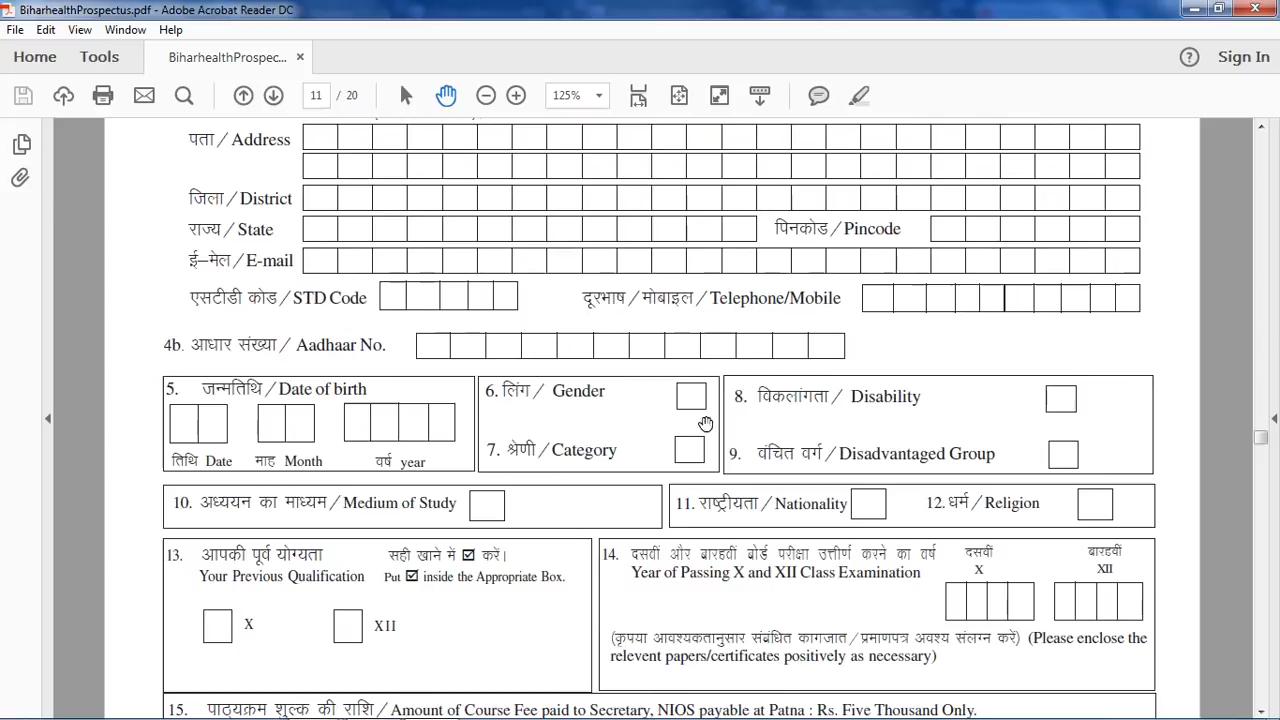 BiharhealthProspectus.pdf - Adobe Acrobat Reader DC
File Edit View Window Help
Home Tools BiharhealthProspec... × Sign In
11 / 20 125%
पता / Address
जिला / District
राज्य / State पिनकोड / Pincode
ई–मेल / E-mail
एसटीडी कोड / STD Code दूरभाष / मोबाइल / Telephone/Mobile
4b. आधार संख्या / Aadhaar No.
5. जन्मतिथि / Date of birth
तिथि Date माह Month वर्ष year
6. लिंग / Gender
7. श्रेणी / Category
8. विकलांगता / Disability
9. वंचित वर्ग / Disadvantaged Group
10. अध्ययन का माध्यम / Medium of Study
11. राष्ट्रीयता / Nationality 12. धर्म / Religion
13. आपकी पूर्व योग्यता सही खाने में ☑ करें।
Your Previous Qualification Put ☑ inside the Appropriate Box.
X XII
14. दसवीं और बारहवीं बोर्ड परीक्षा उत्तीर्ण करने का वर्ष दसवीं बारहवीं
Year of Passing X and XII Class Examination X XII
(कृपया आवश्यकतानुसार संबंधित कागजात / प्रमाणपत्र अवश्य संलग्न करें) (Please enclose the
relevent papers/certificates positively as necessary)
15. पाठ्यक्रम शुल्क की राशि / Amount of Course Fee paid to Secretary, NIOS payable at Patna : Rs. Five Thousand Only.